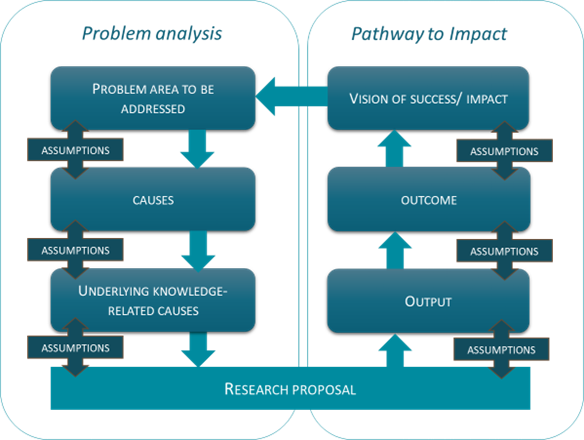 Problem analysis
PROBLEM AREA TO BE
ADDRESSED
ASSUMPTIONS
CAUSES
ASSUMPTIONS
UNDERLYING KNOWLEDGE-
RELATED CAUSES
ASSUMPTIONS
Pathway to Impact
VISION OF SUCCESS/ IMPACT
ASSUMPTIONS
OUTCOME
ASSUMPTIONS
OUTPUT
ASSUMPTIONS
RESEARCH PROPOSAL